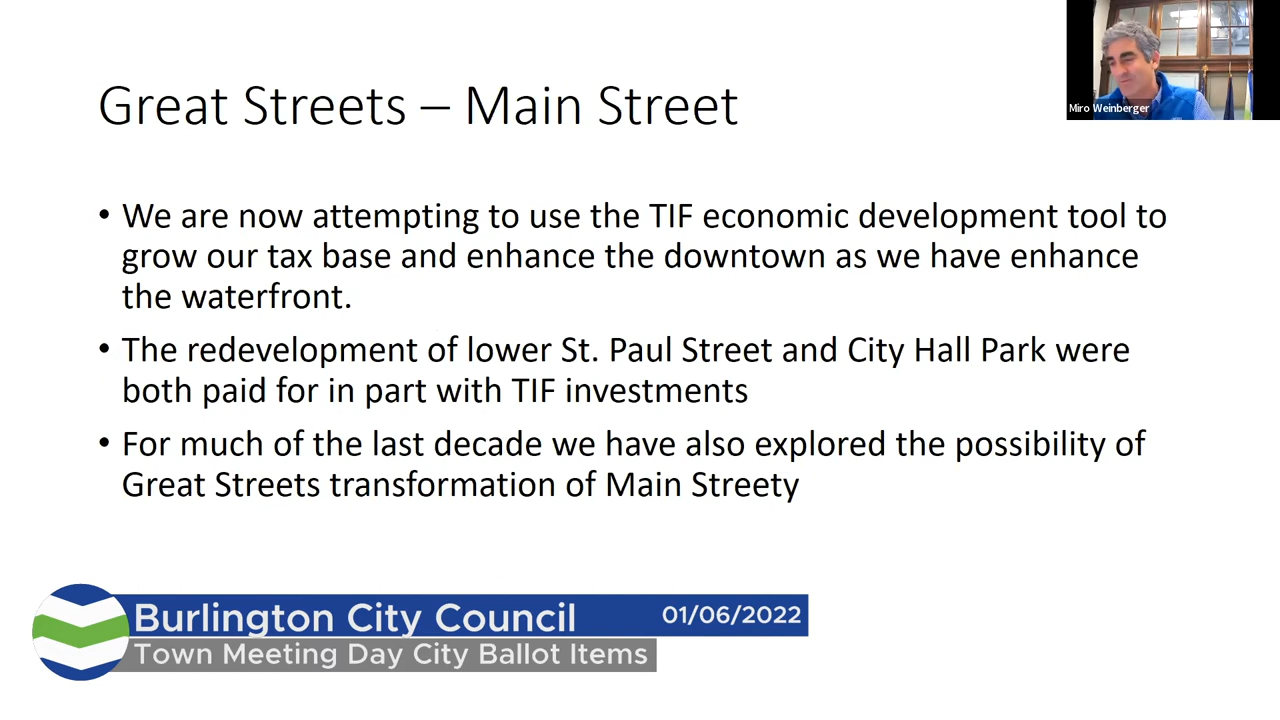 Great Streets – Main Street
Miro Weinberger
• We are now attempting to use the TIF economic development tool to
grow our tax base and enhance the downtown as we have enhance
the waterfront.
• The redevelopment of lower St. Paul Street and City Hall Park were
both paid for in part with TIF investments
• For much of the last decade we have also explored the possibility of
Great Streets transformation of Main Streety
Burlington City Council 01/06/2022
Town Meeting Day City Ballot Items